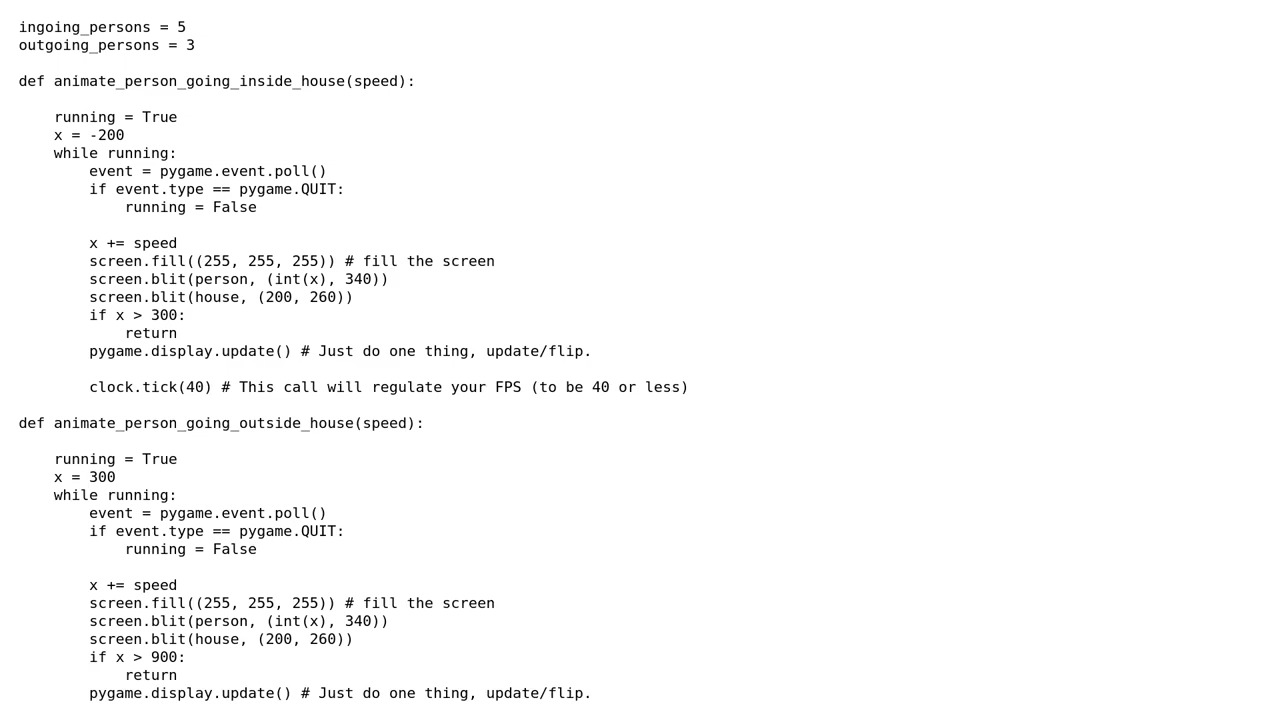 ingoing_persons = 5
outgoing_persons = 3

def animate_person_going_inside_house(speed):

    running = True
    x = -200
    while running:
        event = pygame.event.poll()
        if event.type == pygame.QUIT:
            running = False

        x += speed
        screen.fill((255, 255, 255)) # fill the screen
        screen.blit(person, (int(x), 340))
        screen.blit(house, (200, 260))
        if x > 300:
            return
        pygame.display.update() # Just do one thing, update/flip.

        clock.tick(40) # This call will regulate your FPS (to be 40 or less)

def animate_person_going_outside_house(speed):

    running = True
    x = 300
    while running:
        event = pygame.event.poll()
        if event.type == pygame.QUIT:
            running = False

        x += speed
        screen.fill((255, 255, 255)) # fill the screen
        screen.blit(person, (int(x), 340))
        screen.blit(house, (200, 260))
        if x > 900:
            return
        pygame.display.update() # Just do one thing, update/flip.